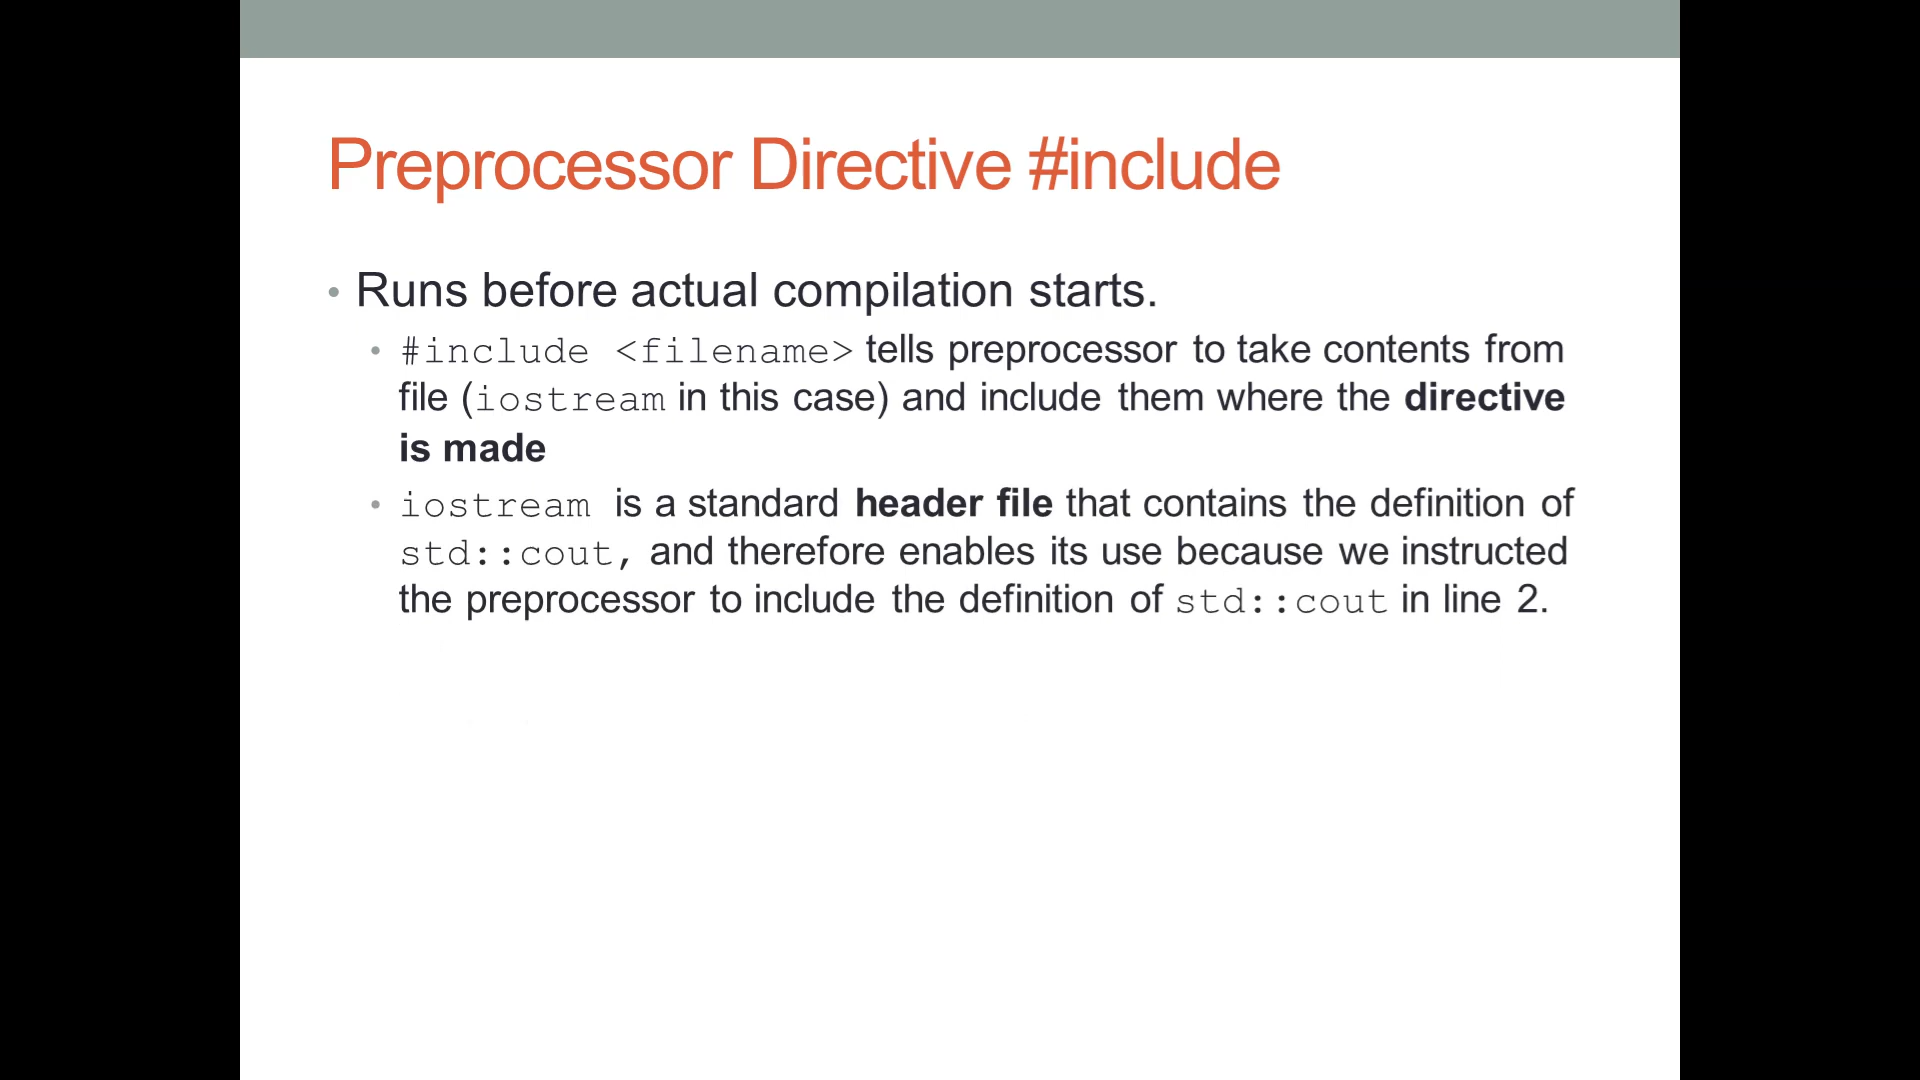 Preprocessor Directive #include
• Runs before actual compilation starts.
• #include <filename> tells preprocessor to take contents from
file (iostream in this case) and include them where the directive
is made
• iostream is a standard header file that contains the definition of
std::cout, and therefore enables its use because we instructed
the preprocessor to include the definition of std::cout in line 2.